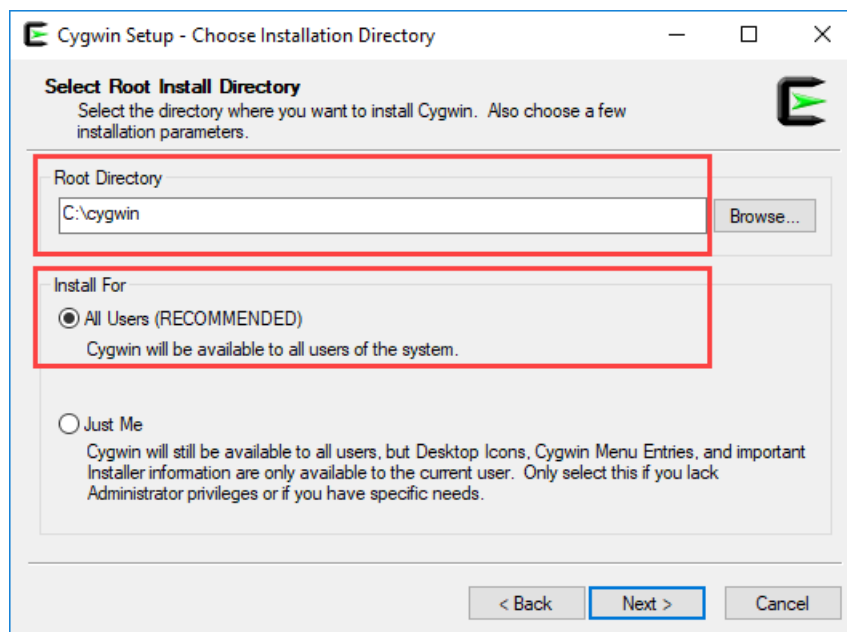 Cygwin Setup - Choose Installation Directory
Select Root Install Directory
Select the directory where you want to install Cygwin. Also choose a few
installation parameters.
Root Directory
C:\cygwin
Browse...
Install For
All Users (RECOMMENDED)
Cygwin will be available to all users of the system.
Just Me
Cygwin will still be available to all users, but Desktop Icons, Cygwin Menu Entries, and important
Installer information are only available to the current user. Only select this if you lack
Administrator privileges or if you have specific needs.
< Back
Next >
Cancel